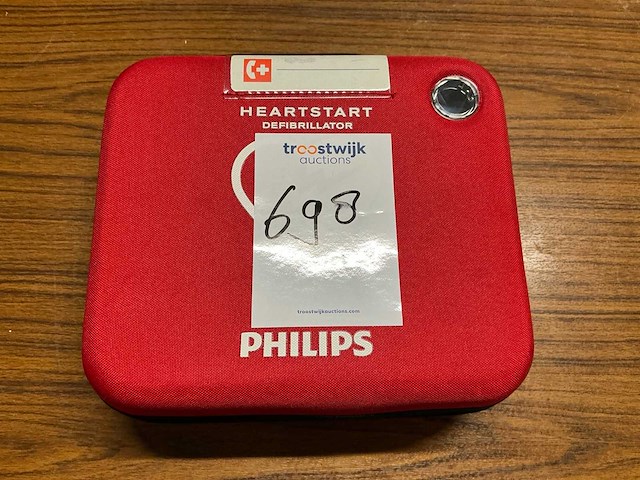 HEARTSTART
DEFIBRILLATOR
troostwijk
auctions
698
troostwijkauctions.com
PHILIPS